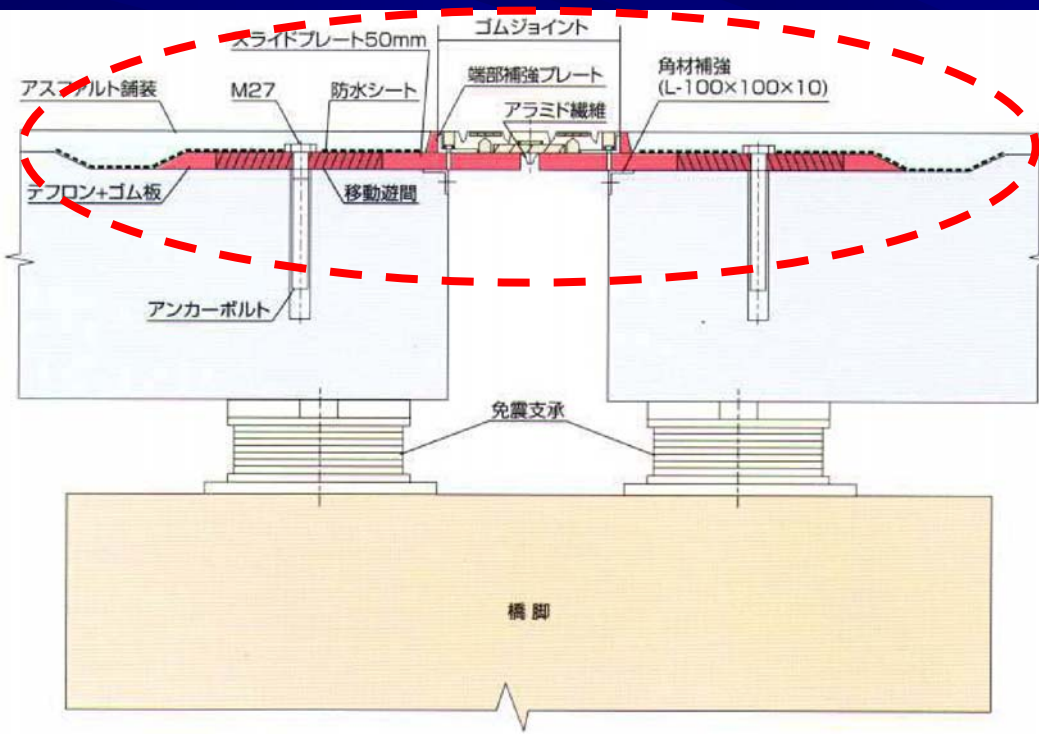 ゴムジョイント
スライドプレート50mm
端部補強プレート
角材補強
(L-100×100×10)
アスファルト舗装
M27
防水シート
アラミド繊維
テフロン+ゴム板
移動遊間
アンカーボルト
免震支承
橋 脚